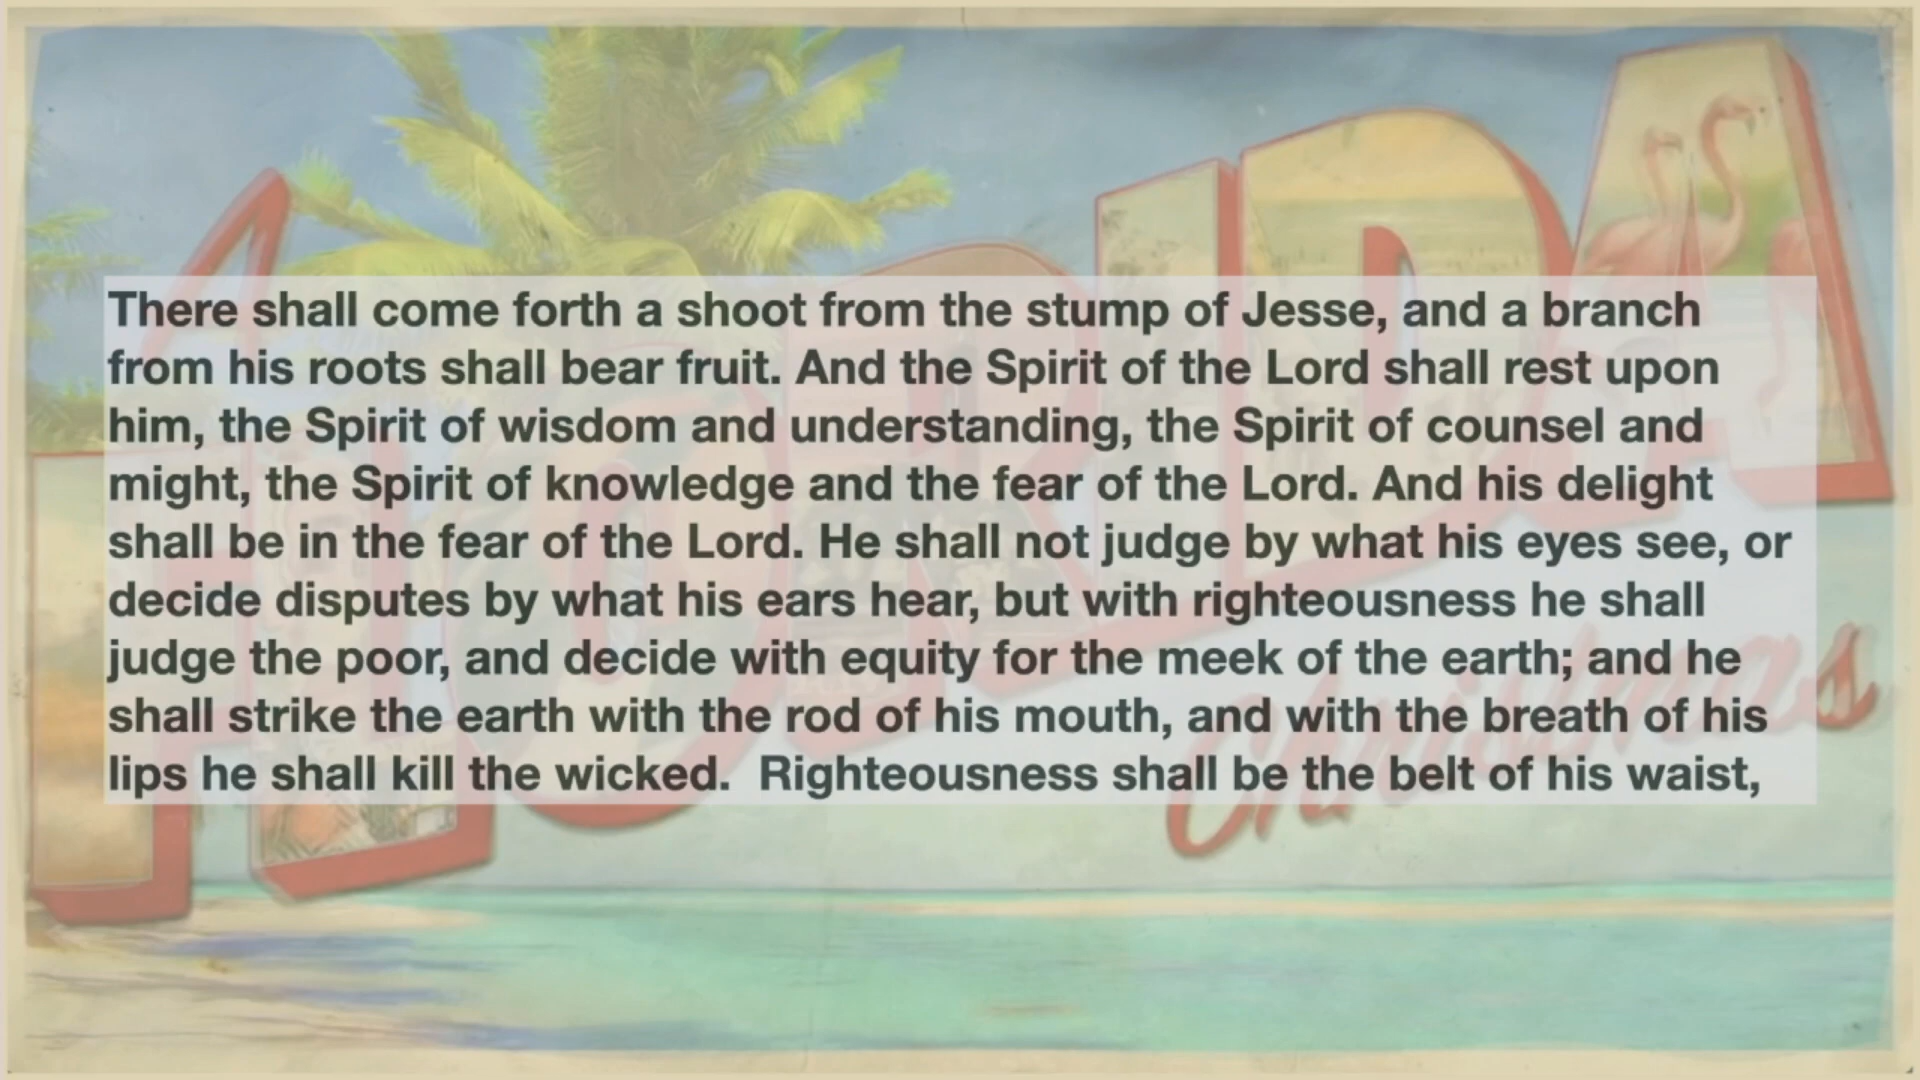 A FLORIDA
There shall come forth a shoot from the stump of Jesse, and a branch
from his roots shall bear fruit. And the Spirit of the Lord shall rest upon
him, the Spirit of wisdom and understanding, the Spirit of counsel and
might, the Spirit of knowledge and the fear of the Lord. And his delight
shall be in the fear of the Lord. He shall not judge by what his eyes see, or
decide disputes by what his ears hear, but with righteousness he shall
judge the poor, and decide with equity for the meek of the earth; and he
shall strike the earth with the rod of his mouth, and with the breath of his
lips he shall kill the wicked.  Righteousness shall be the belt of his waist,
Christmas